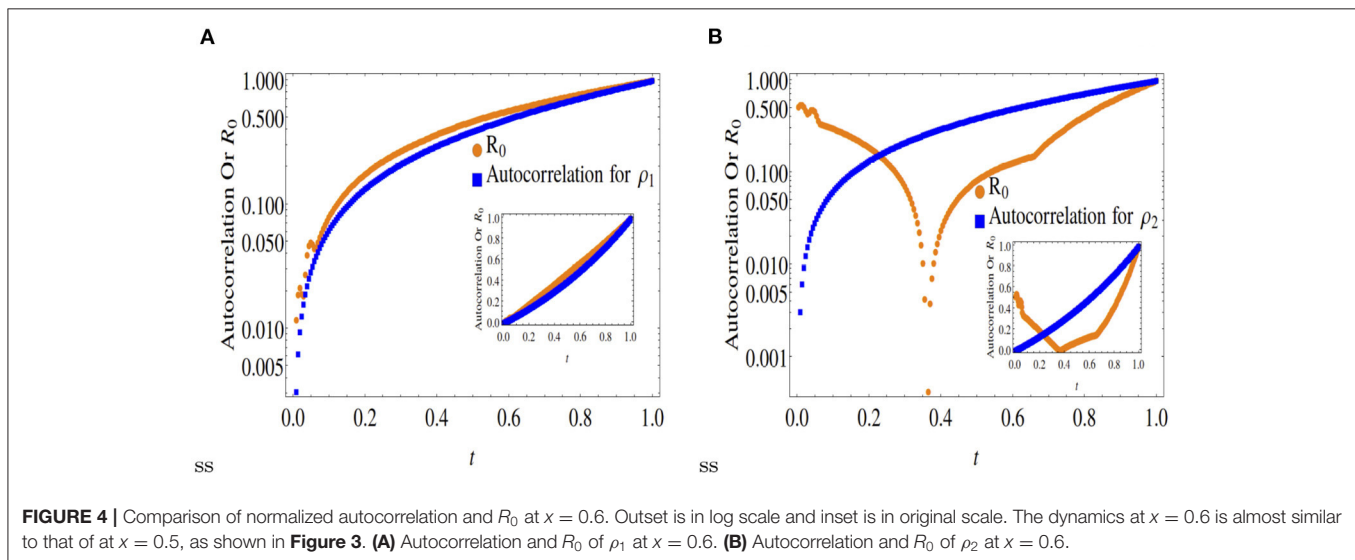 A
B
Autocorrelation Or R0
1.000
0.500
0.100
0.050
0.010
0.005
R0
Autocorrelation for ρ1
Autocorrelation Or R0
1.0
0.8
0.6
0.4
0.2
0.0
0.0 0.2 0.4 0.6 0.8 1.0
t
0.0 0.2 0.4 0.6 0.8 1.0
t
ss
Autocorrelation Or R0
1.000
0.500
0.100
0.050
0.010
0.005
0.001
R0
Autocorrelation for ρ2
Autocorrelation Or R0
1.0
0.8
0.6
0.4
0.2
0.0
0.0 0.2 0.4 0.6 0.8 1.0
t
0.0 0.2 0.4 0.6 0.8 1.0
t
ss
FIGURE 4 | Comparison of normalized autocorrelation and R0 at x = 0.6. Outset is in log scale and inset is in original scale. The dynamics at x = 0.6 is almost similar
to that of at x = 0.5, as shown in Figure 3. (A) Autocorrelation and R0 of ρ1 at x = 0.6. (B) Autocorrelation and R0 of ρ2 at x = 0.6.